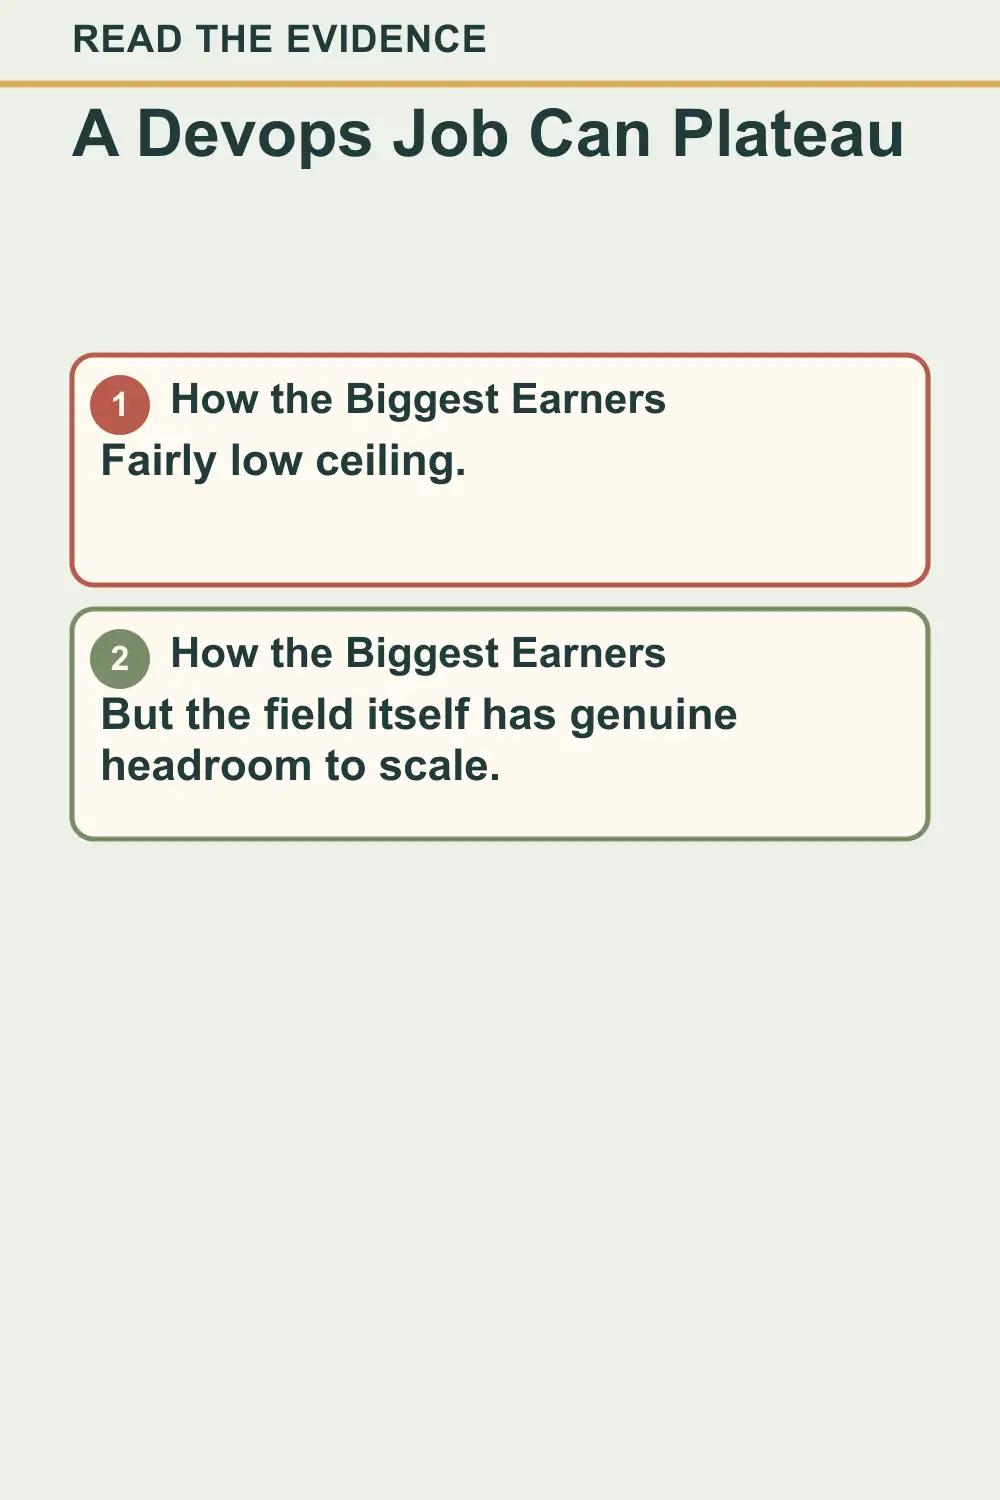 READ THE EVIDENCE
A Devops Job Can Plateau
1 How the Biggest Earners
Fairly low ceiling.
2 How the Biggest Earners
But the field itself has genuine
headroom to scale.